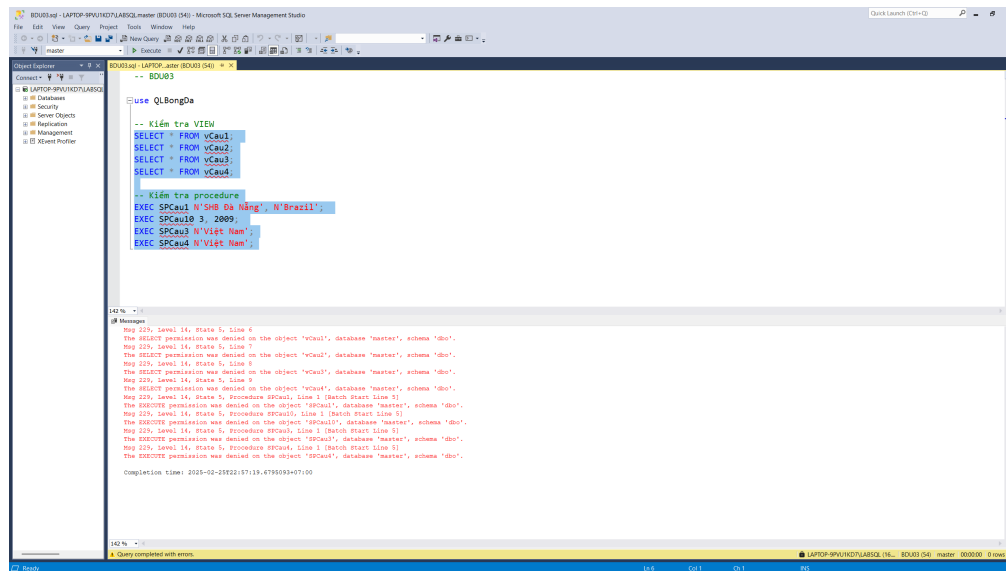 BDU03.sql - LAPTOP-9PVU1KD7\LABSQL.master (BDU03 (54)) - Microsoft SQL Server Management Studio
Quick Launch (Ctrl+Q)
File Edit View Query Project Tools Window Help
New Query
master
Execute
Object Explorer
BDU03.sql - LAPTOP...aster (BDU03 (54))
Connect
LAPTOP-9PVU1KD7\LABSQL
Databases
Security
Server Objects
Replication
Management
XEvent Profiler
-- BDU03
use QLBongDa
-- Kiểm tra VIEW
SELECT * FROM vCau1;
SELECT * FROM vCau2;
SELECT * FROM vCau3;
SELECT * FROM vCau4;
-- Kiểm tra procedure
EXEC SPCau1 N'SHB Đà Nẵng', N'Brazil';
EXEC SPCau10 3, 2009;
EXEC SPCau3 N'Việt Nam';
EXEC SPCau4 N'Việt Nam';
142 %
Messages
Msg 229, Level 14, State 5, Line 6
The SELECT permission was denied on the object 'vCau1', database 'master', schema 'dbo'.
Msg 229, Level 14, State 5, Line 7
The SELECT permission was denied on the object 'vCau2', database 'master', schema 'dbo'.
Msg 229, Level 14, State 5, Line 8
The SELECT permission was denied on the object 'vCau3', database 'master', schema 'dbo'.
Msg 229, Level 14, State 5, Line 9
The SELECT permission was denied on the object 'vCau4', database 'master', schema 'dbo'.
Msg 229, Level 14, State 5, Procedure SPCau1, Line 1 [Batch Start Line 5]
The EXECUTE permission was denied on the object 'SPCau1', database 'master', schema 'dbo'.
Msg 229, Level 14, State 5, Procedure SPCau10, Line 1 [Batch Start Line 5]
The EXECUTE permission was denied on the object 'SPCau10', database 'master', schema 'dbo'.
Msg 229, Level 14, State 5, Procedure SPCau3, Line 1 [Batch Start Line 5]
The EXECUTE permission was denied on the object 'SPCau3', database 'master', schema 'dbo'.
Msg 229, Level 14, State 5, Procedure SPCau4, Line 1 [Batch Start Line 5]
The EXECUTE permission was denied on the object 'SPCau4', database 'master', schema 'dbo'.
Completion time: 2025-02-25T22:57:19.6795093+07:00
142 %
Query completed with errors.
LAPTOP-9PVU1KD7\LABSQL (16... BDU03 (54) master 00:00:00 0 rows
Ready
Ln 6 Col 1 Ch 1 INS